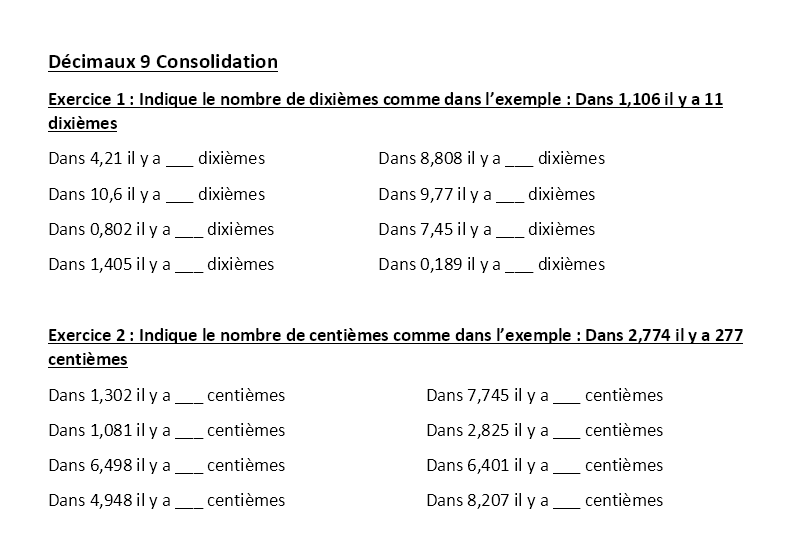 Décimaux 9 Consolidation
Exercice 1 : Indique le nombre de dixièmes comme dans l’exemple : Dans 1,106 il y a 11
dixièmes
Dans 4,21 il y a ___ dixièmes Dans 8,808 il y a ___ dixièmes
Dans 10,6 il y a ___ dixièmes Dans 9,77 il y a ___ dixièmes
Dans 0,802 il y a ___ dixièmes Dans 7,45 il y a ___ dixièmes
Dans 1,405 il y a ___ dixièmes Dans 0,189 il y a ___ dixièmes
Exercice 2 : Indique le nombre de centièmes comme dans l’exemple : Dans 2,774 il y a 277
centièmes
Dans 1,302 il y a ___ centièmes Dans 7,745 il y a ___ centièmes
Dans 1,081 il y a ___ centièmes Dans 2,825 il y a ___ centièmes
Dans 6,498 il y a ___ centièmes Dans 6,401 il y a ___ centièmes
Dans 4,948 il y a ___ centièmes Dans 8,207 il y a ___ centièmes